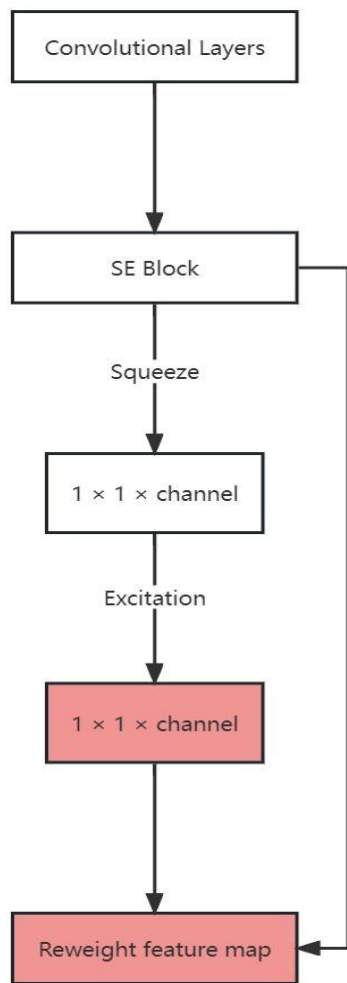 Convolutional Layers
SE Block
Squeeze
1 × 1 × channel
Excitation
1 × 1 × channel
Reweight feature map